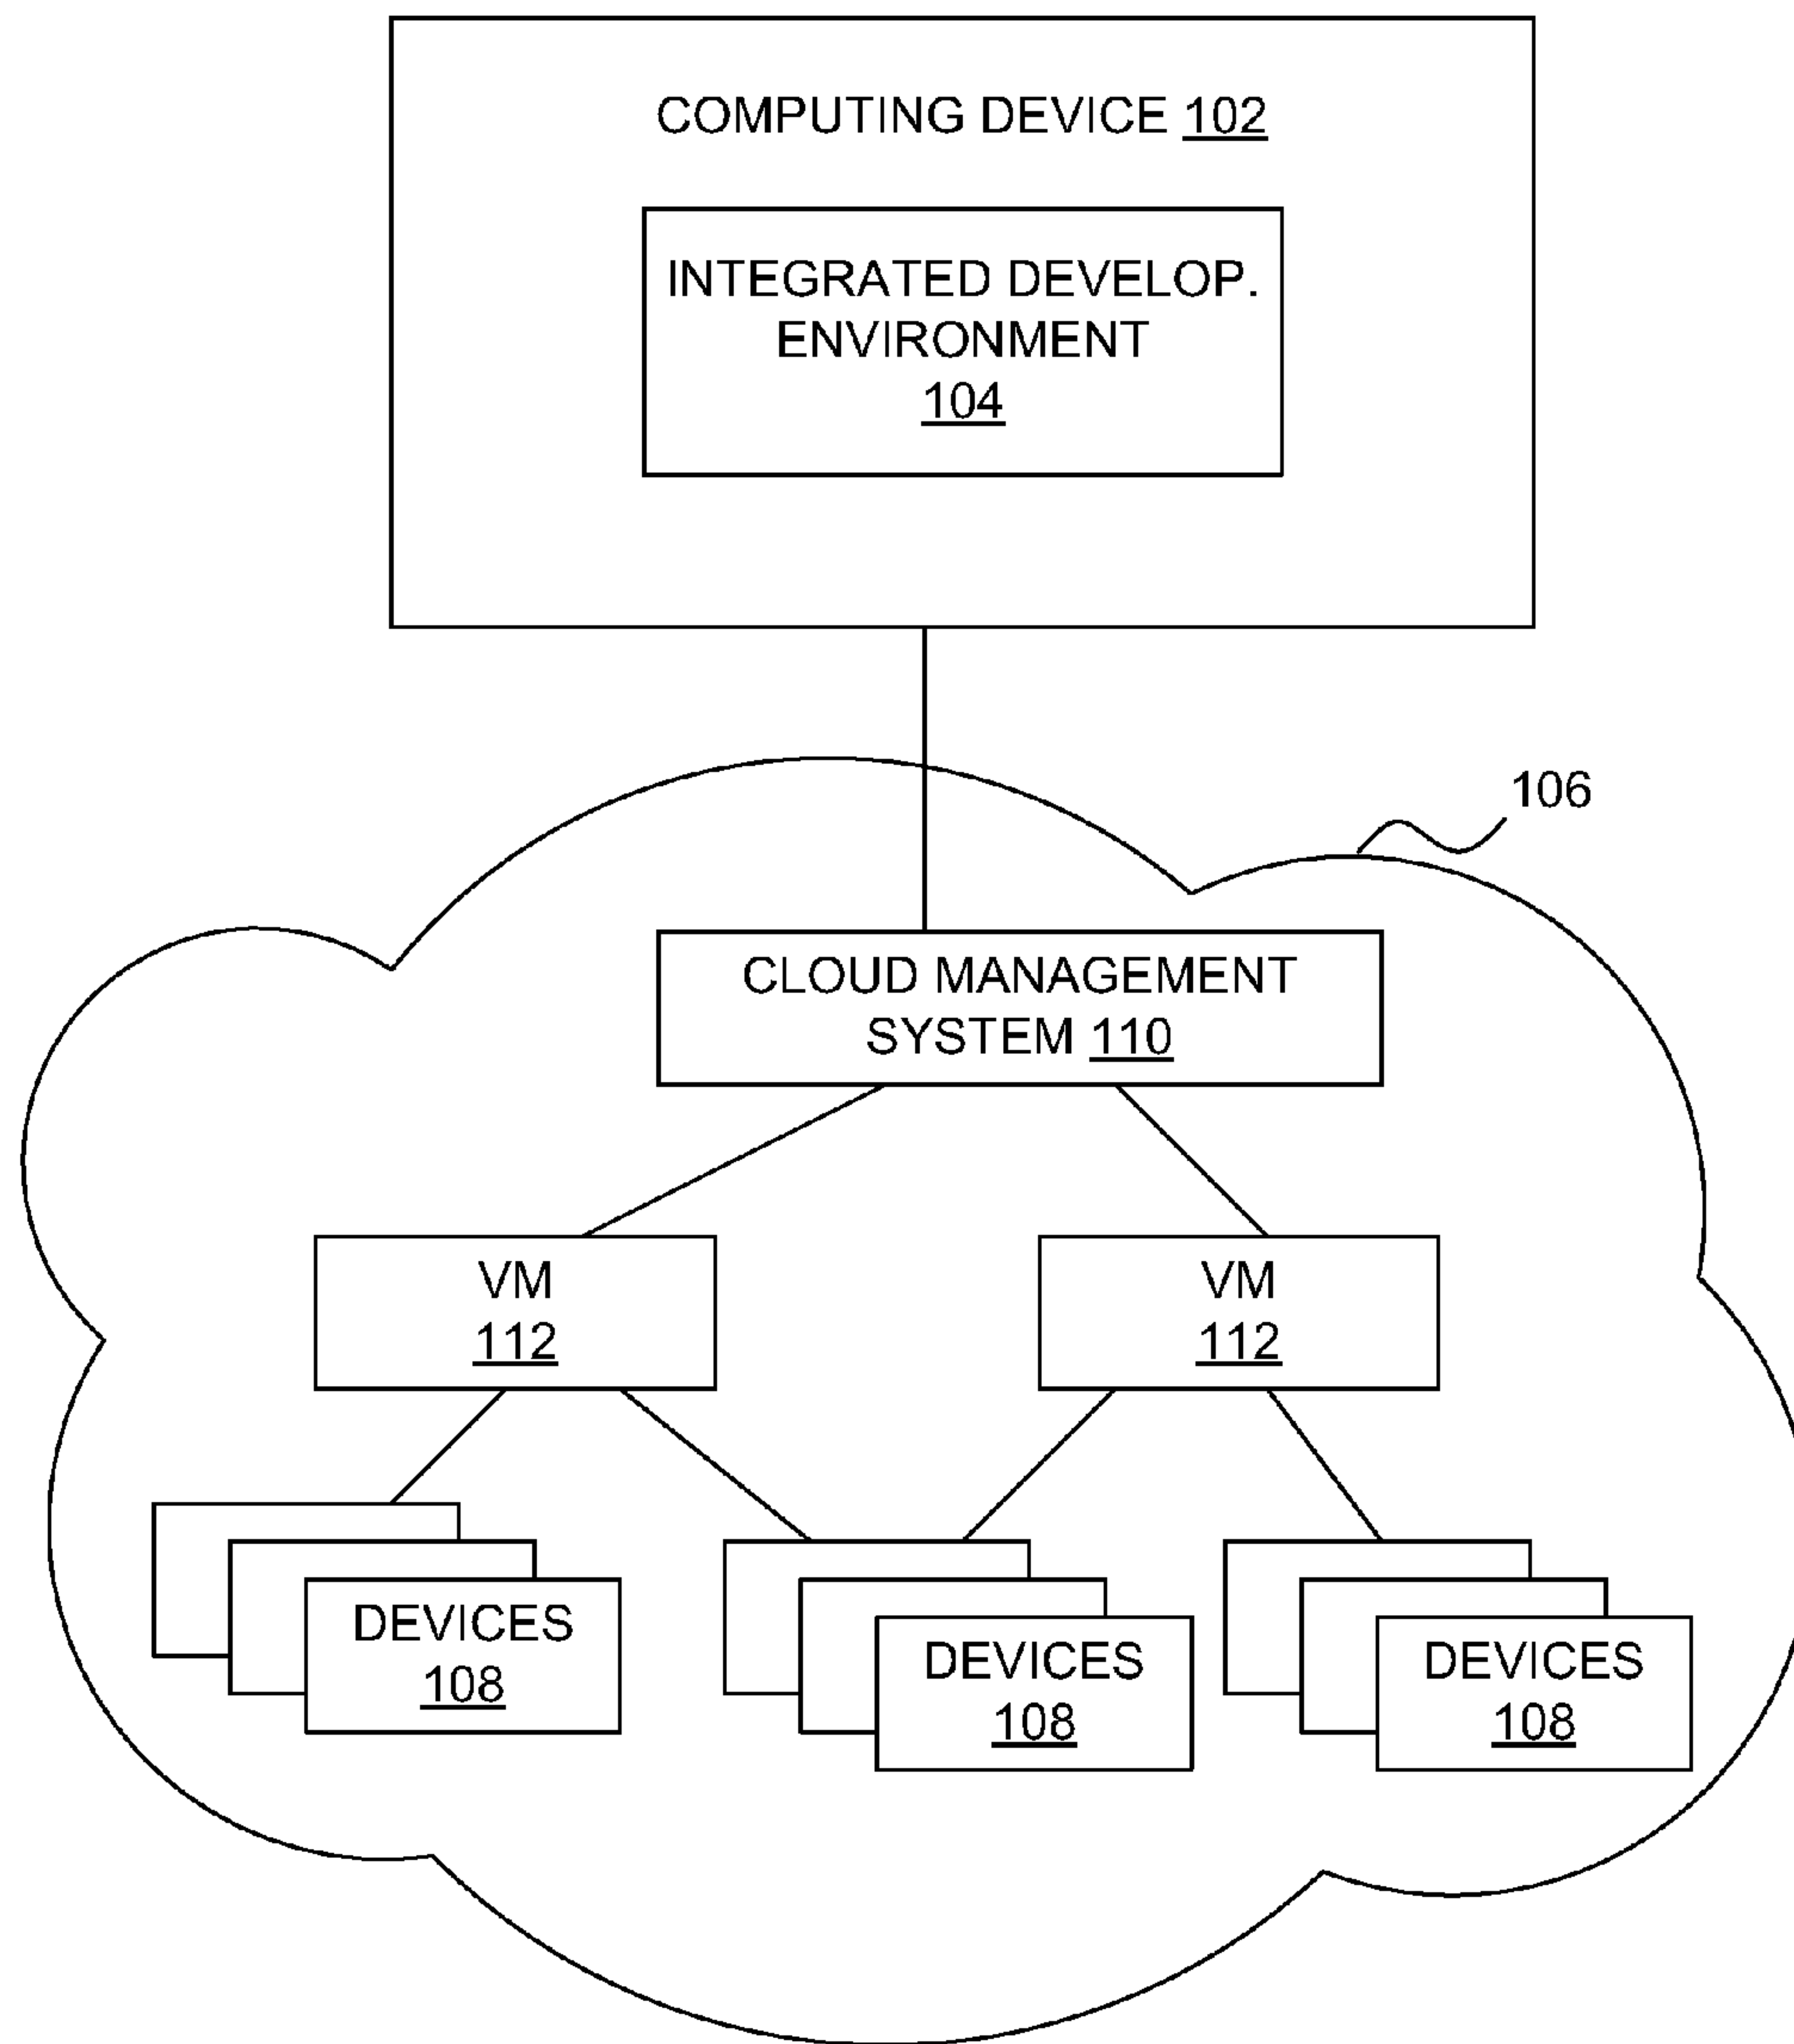 COMPUTING DEVICE 102
INTEGRATED DEVELOP.
ENVIRONMENT
104
106
CLOUD MANAGEMENT
SYSTEM 110
VM
112
VM
112
DEVICES
108
DEVICES
108
DEVICES
108